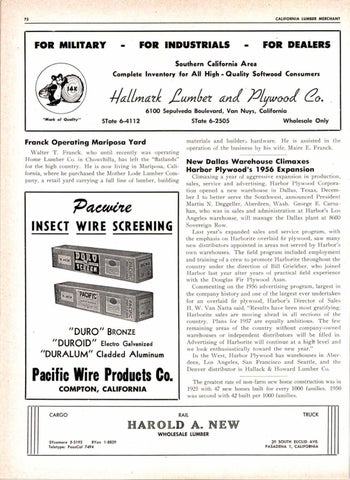 72
CALIFORNIA LUMBER MERCHANT
FOR MILITARY - FOR INDUSTRIALS - FOR DEALERS
Southern California Area
Complete Inventory for All High - Quality Softwood Consumers
14K
"Mark of Quality"
Hallmark Lumber and Plywood Co.
6100 Sepulveda Boulevard, Van Nuys, California
STate 6-4112
STate 6-2505
Wholesale Only
Franck Operating Mariposa Yard
Walter T. Franck, who until recently was operating
Home Lumber Co. in Chowchilla, has left the "flatlands"
for the high country. He is now living in Mariposa, Cali-
fornia, where he purchased the Mother Lode Lumber Com-
pany, a retail yard carrying a full line of lumber, building
Pacwire
INSECT WIRE SCREENING
DURO
SCREEN
PACIFIC
"DURO" BRONZE
"DUROID" Electro Galvanized
"DURALUM" Cladded Aluminum
Pacific Wire Products Co.
COMPTON, CALIFORNIA
materials and builders hardware. He is assisted in the
operation of the business by his wife, Maire E. Franck.
New Dallas Warehouse Climaxes
Harbor Plywood's 1956 Expansion
Climaxing a year of aggressive expansion in production,
sales, service and advertising, Harbor Plywood Corpora-
tion opened a new warehouse in Dallas, Texas, Decem-
ber 1 to better serve the Southwest, announced President
Martin N. Deggeller, Aberdeen, Wash. George E. Carna-
han, who was in sales and administration at Harbor's Los
Angeles warehouse, will manage the Dallas plant at 8600
Sovereign Row.
Last year's expanded sales and service program, with
the emphasis on Harborite overlaid fir plywood, saw many
new distributors appointed in areas not served by Harbor's
own warehouses. The field program included employment
and training of a crew to promote Harborite throughout the
country under the direction of Bill Griebher, who joined
Harbor last year after years of practical field experience
with the Douglas Fir Plywood Assn.
Commenting on the 1956 advertising program, largest in
the company history and one of the largest ever undertaken
for an overlaid fir plywood, Harbor's Director of Sales
H. W. Van Natta said, "Results have been most gratifying.
Harborite sales are moving ahead in all sections of the
country. Plans for 1957 are equally ambitious. The few
remaining areas of the country without company-owned
warehouses or independent distributors will be filled in.
Advertising of Harborite will continue at a high level and
we look enthusiastically toward the new year."
In the West, Harbor Plywood has warehouses in Aber-
deen, Los Angeles, San Francisco and Seattle, and the
Denver distributor is Hallack & Howard Lumber Co.
The greatest rate of non-farm new home construction was in
1925 with 42 new homes built for every 1000 families. 1950
was second with 42 built per 1000 families.
CARGO
RAIL
TRUCK
HAROLD A. NEW
WHOLESALE LUMBER
SYcamore 5-5195 RYan 1-8829
Teletype: PasaCal 7494
39 SOUTH EUCLID AVE.
PASADENA 1, CALIFORNIA